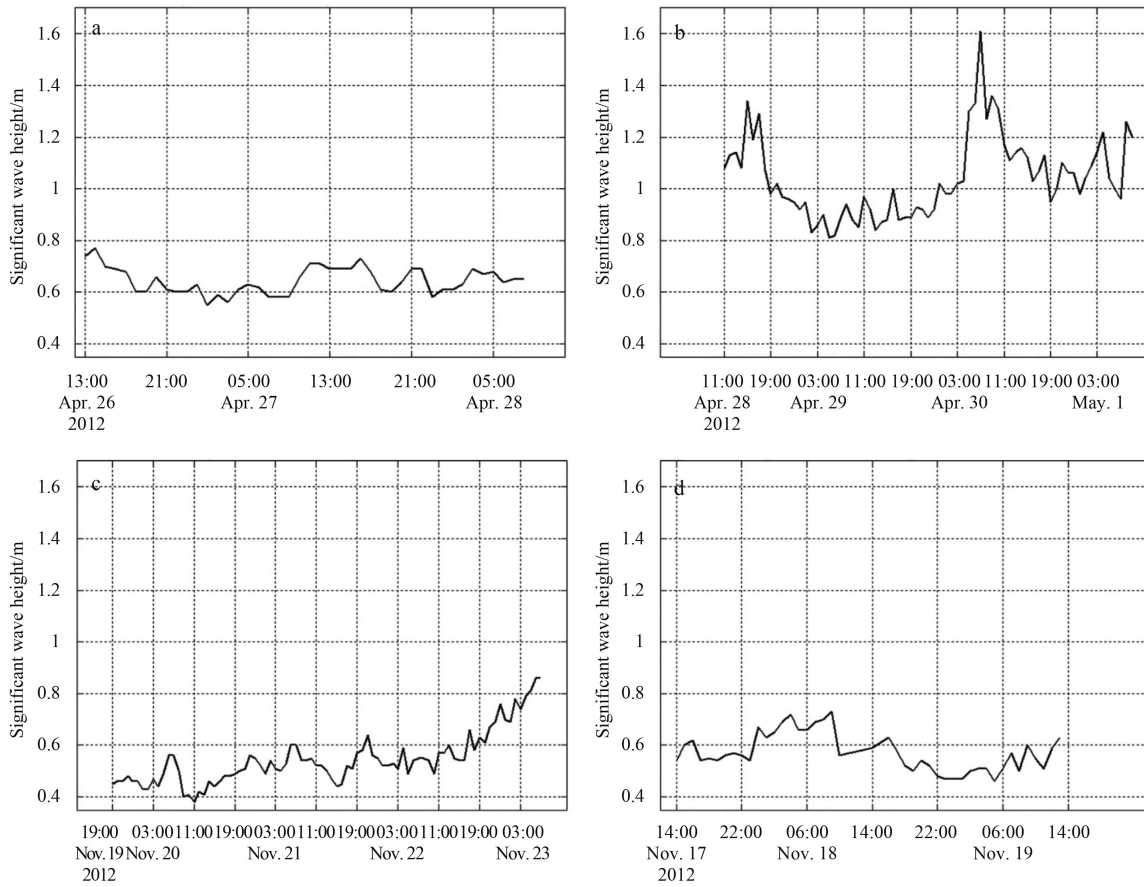 a
Significant wave height/m
1.6
1.4
1.2
1
0.8
0.6
0.4
13:00 21:00 05:00 13:00 21:00 05:00
Apr. 26 Apr. 27 Apr. 28
2012
b
Significant wave height/m
1.6
1.4
1.2
1
0.8
0.6
0.4
11:00 19:00 03:00 11:00 19:00 03:00 11:00 19:00 03:00
Apr. 28 Apr. 29 Apr. 30 May. 1
2012
c
Significant wave height/m
1.6
1.4
1.2
1
0.8
0.6
0.4
19:00 03:00 11:00 19:00 03:00 11:00 19:00 03:00 11:00 19:00 03:00
Nov. 19 Nov. 20 Nov. 21 Nov. 22 Nov. 23
2012
d
Significant wave height/m
1.6
1.4
1.2
1
0.8
0.6
0.4
14:00 22:00 06:00 14:00 22:00 06:00 14:00
Nov. 17 Nov. 18 Nov. 19
2012